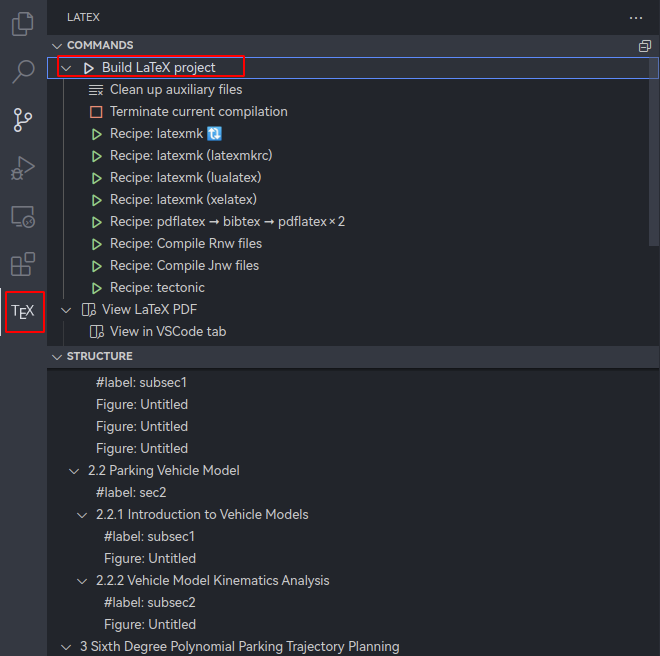 LATEX
COMMANDS
Build LaTeX project
Clean up auxiliary files
Terminate current compilation
Recipe: latexmk 🔃
Recipe: latexmk (latexmkrc)
Recipe: latexmk (lualatex)
Recipe: latexmk (xelatex)
Recipe: pdflatex ➞ bibtex ➞ pdflatex × 2
Recipe: Compile Rnw files
Recipe: Compile Jnw files
Recipe: tectonic
TEX
View LaTeX PDF
View in VSCode tab
STRUCTURE
#label: subsec1
Figure: Untitled
Figure: Untitled
Figure: Untitled
2.2 Parking Vehicle Model
#label: sec2
2.2.1 Introduction to Vehicle Models
#label: subsec1
Figure: Untitled
2.2.2 Vehicle Model Kinematics Analysis
#label: subsec2
Figure: Untitled
3 Sixth Degree Polynomial Parking Trajectory Planning